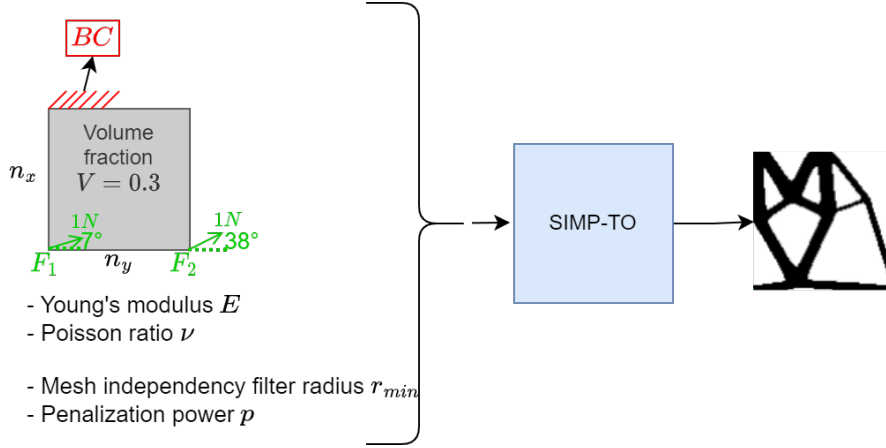 BC
Volume
fraction
V = 0.3
n_x
1N
7°
F_1
n_y
1N
38°
F_2
- Young's modulus E
- Poisson ratio ν
- Mesh independency filter radius r_min
- Penalization power p
SIMP-TO